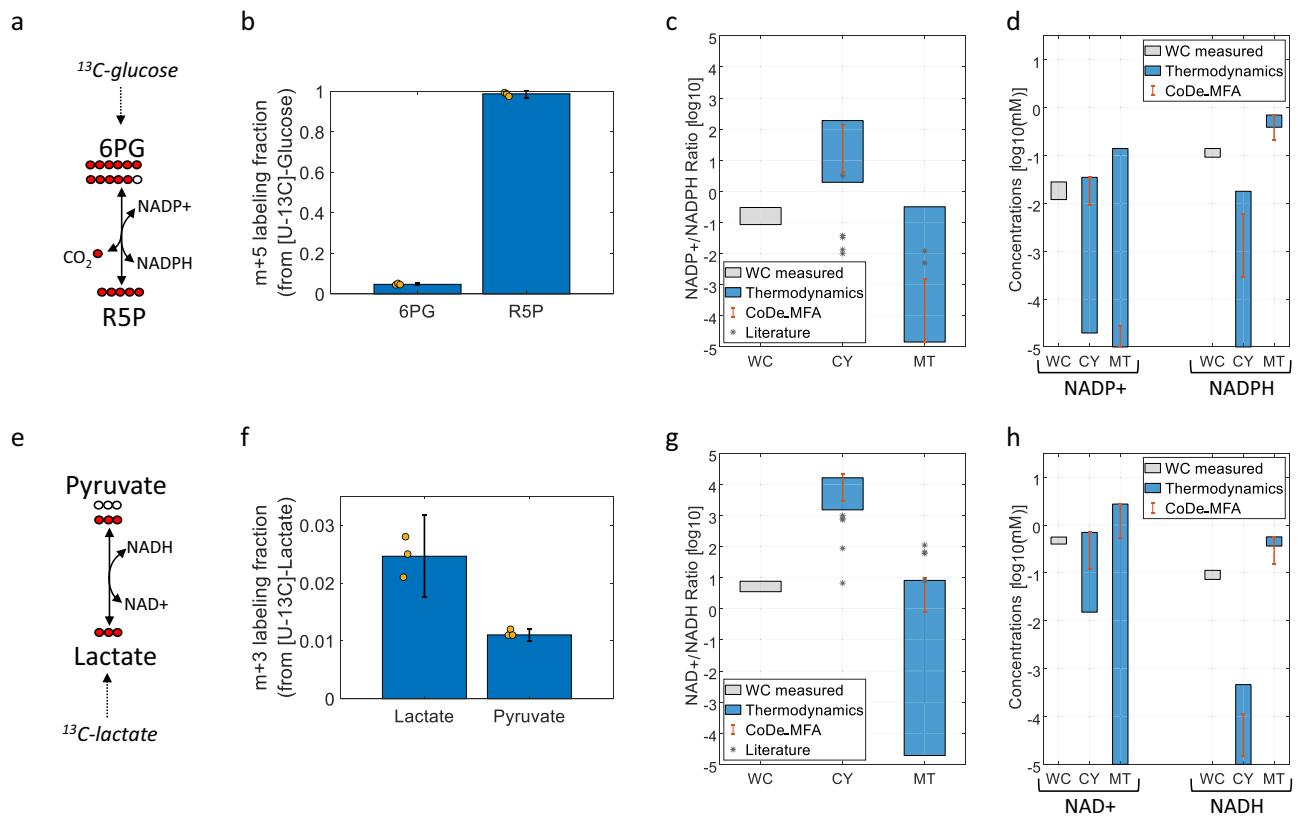 a
¹³C-glucose
6PG
NADP+
CO₂
NADPH
R5P
b
m+5 labeling fraction
(from [U-13C]-Glucose)
1
0.8
0.6
0.4
0.2
0
6PG
R5P
c
NADP+/NADPH Ratio [log10]
5
4
3
2
1
0
-1
-2
-3
-4
-5
WC measured
Thermodynamics
CoDe_MFA
Literature
WC
CY
MT
d
Concentrations [log10(mM)]
1
0
-1
-2
-3
-4
-5
WC measured
Thermodynamics
CoDe_MFA
WC CY MT
WC CY MT
NADP+
NADPH
e
Pyruvate
NADH
NAD+
Lactate
¹³C-lactate
f
m+3 labeling fraction
(from [U-13C]-Lactate)
0.03
0.02
0.01
0
Lactate
Pyruvate
g
NAD+/NADH Ratio [log10]
5
4
3
2
1
0
-1
-2
-3
-4
-5
WC measured
Thermodynamics
CoDe_MFA
Literature
WC
CY
MT
h
Concentrations [log10(mM)]
1
0
-1
-2
-3
-4
-5
WC measured
Thermodynamics
CoDe_MFA
WC CY MT
WC CY MT
NAD+
NADH